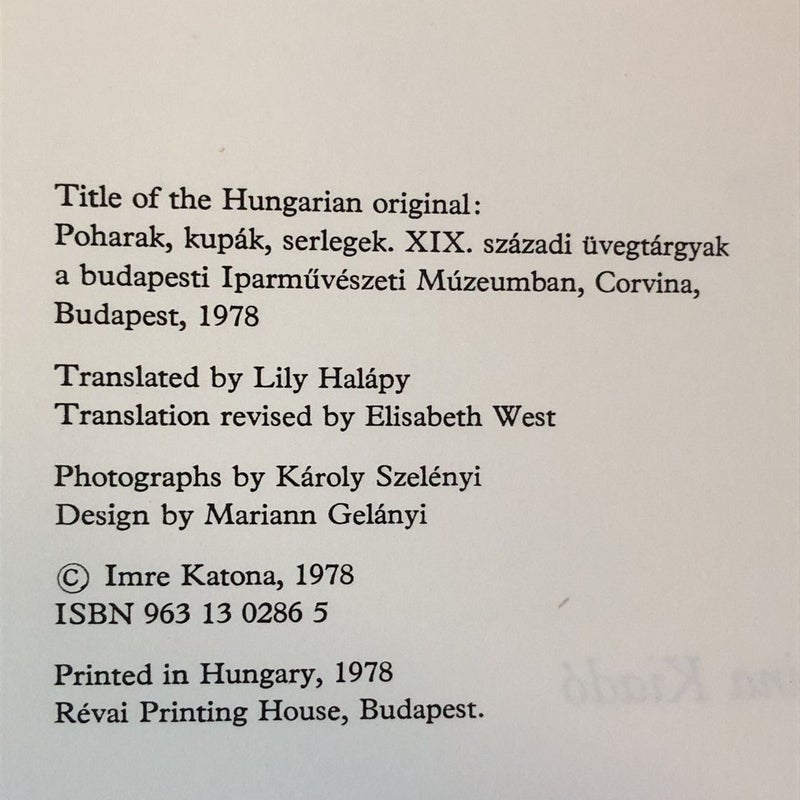 Title of the Hungarian original:
Poharak, kupák, serlegek. XIX. századi üvegtárgyak
a budapesti Iparművészeti Múzeumban, Corvina,
Budapest, 1978
Translated by Lily Halápy
Translation revised by Elisabeth West
Photographs by Károly Szelényi
Design by Mariann Gelányi
© Imre Katona, 1978
ISBN 963 13 0286 5
Printed in Hungary, 1978
Révai Printing House, Budapest.